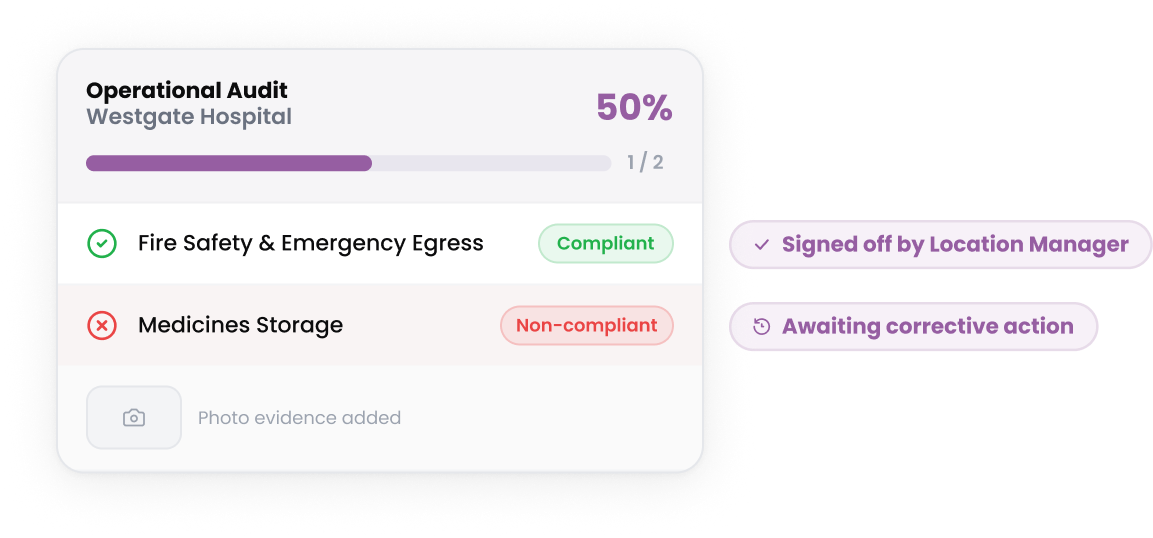 Operational Audit
Westgate Hospital
50%
1 / 2
Fire Safety & Emergency Egress
Compliant
Signed off by Location Manager
Medicines Storage
Non-compliant
Awaiting corrective action
Photo evidence added